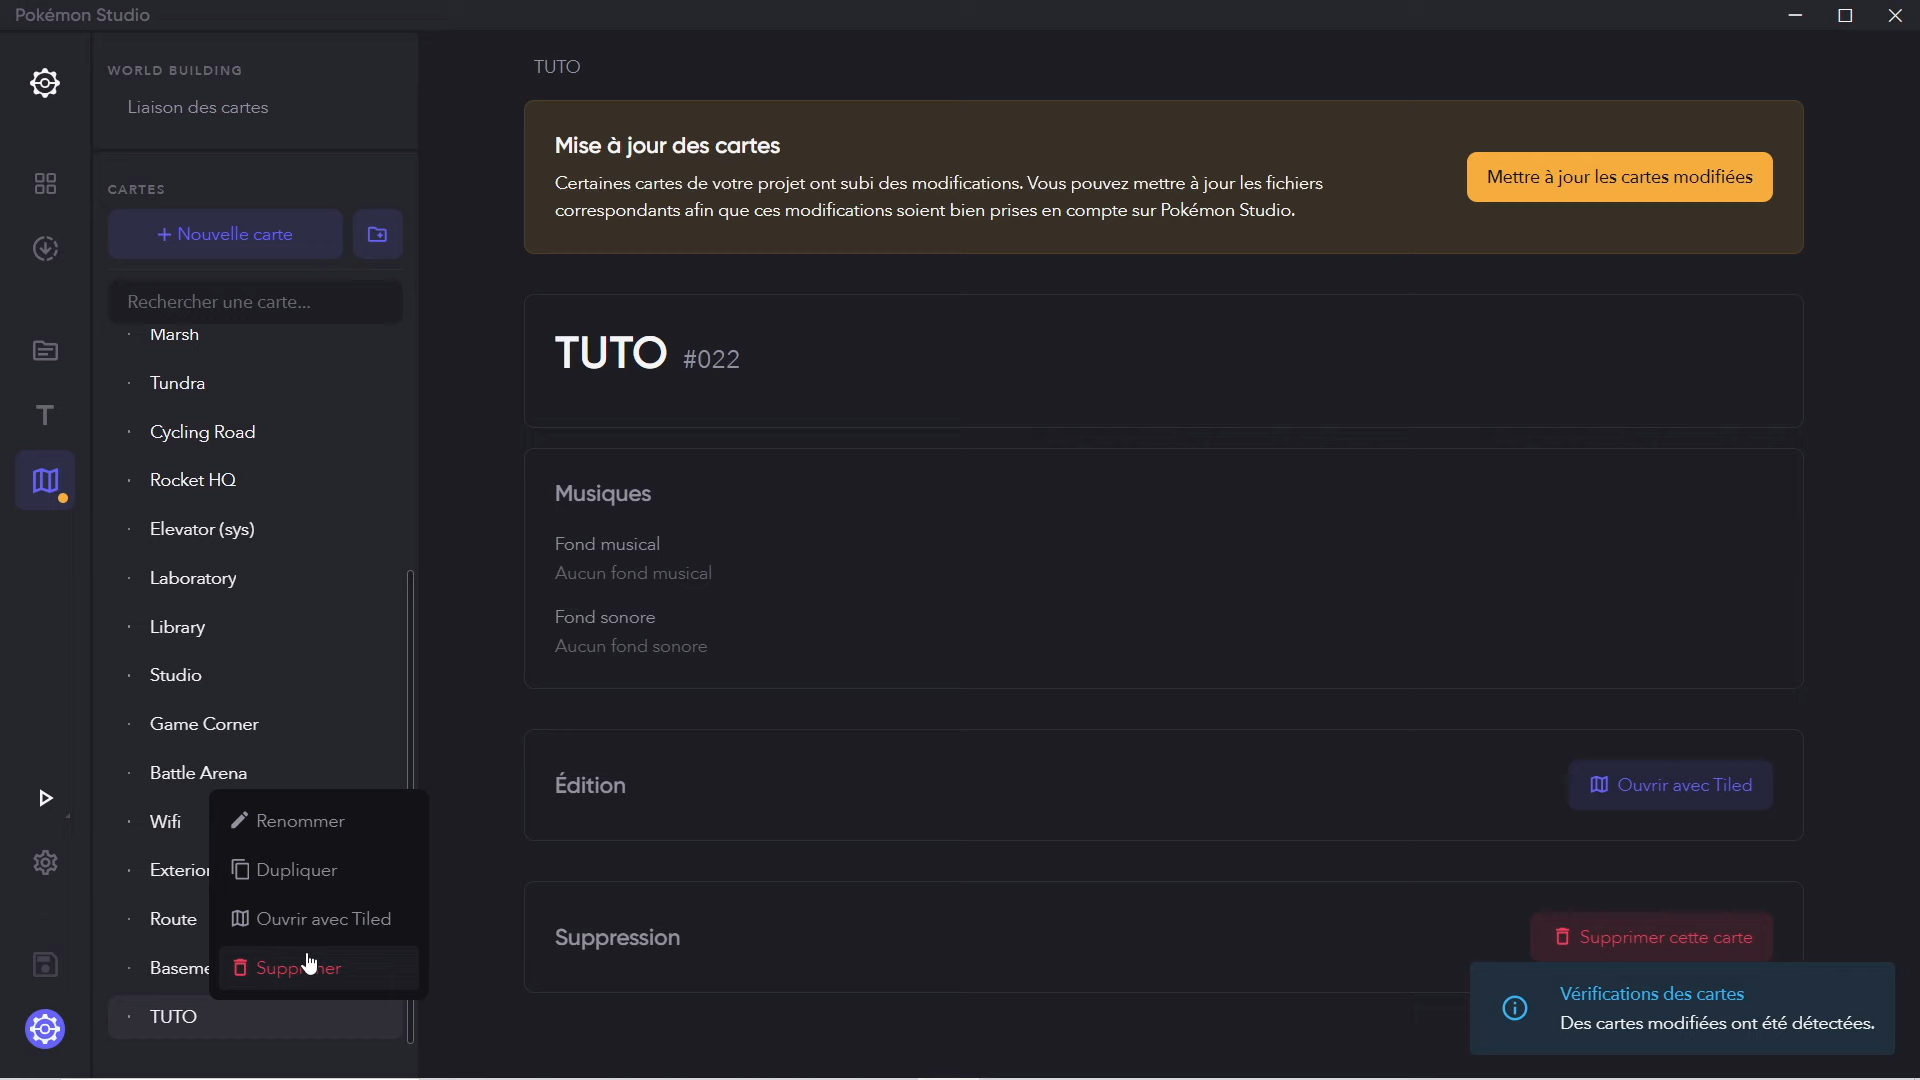 Pokémon Studio
WORLD BUILDING
Liaison des cartes
CARTES
+ Nouvelle carte
Rechercher une carte...
Marsh
Tundra
Cycling Road
Rocket HQ
Elevator (sys)
Laboratory
Library
Studio
Game Corner
Battle Arena
Wifi
Exterior
Route
Baseme
TUTO
Renommer
Dupliquer
Ouvrir avec Tiled
Supprimer
TUTO
Mise à jour des cartes
Certaines cartes de votre projet ont subi des modifications. Vous pouvez mettre à jour les fichiers
correspondants afin que ces modifications soient bien prises en compte sur Pokémon Studio.
Mettre à jour les cartes modifiées
TUTO #022
Musiques
Fond musical
Aucun fond musical
Fond sonore
Aucun fond sonore
Édition
Ouvrir avec Tiled
Suppression
Supprimer cette carte
Vérifications des cartes
Des cartes modifiées ont été détectées.